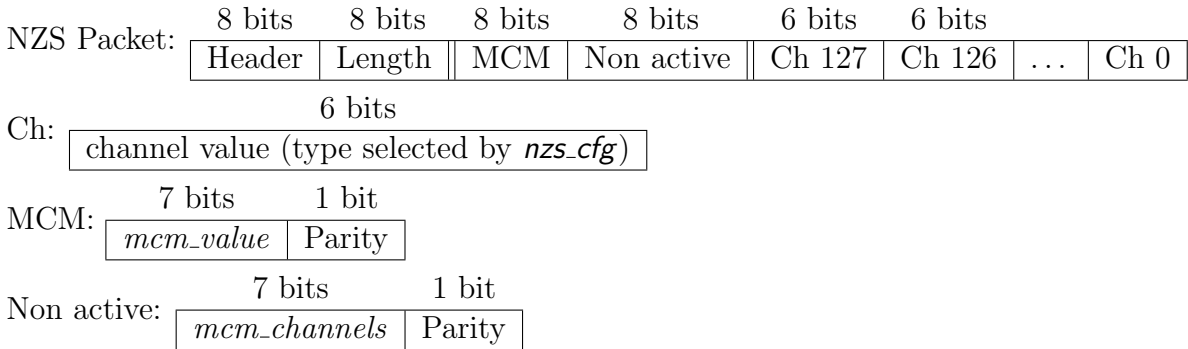 8 bits 8 bits 8 bits 8 bits 6 bits 6 bits
NZS Packet: Header Length MCM Non active Ch 127 Ch 126 ... Ch 0
6 bits
Ch: channel value (type selected by nzs_cfg)
7 bits 1 bit
MCM: mcm_value Parity
7 bits 1 bit
Non active: mcm_channels Parity